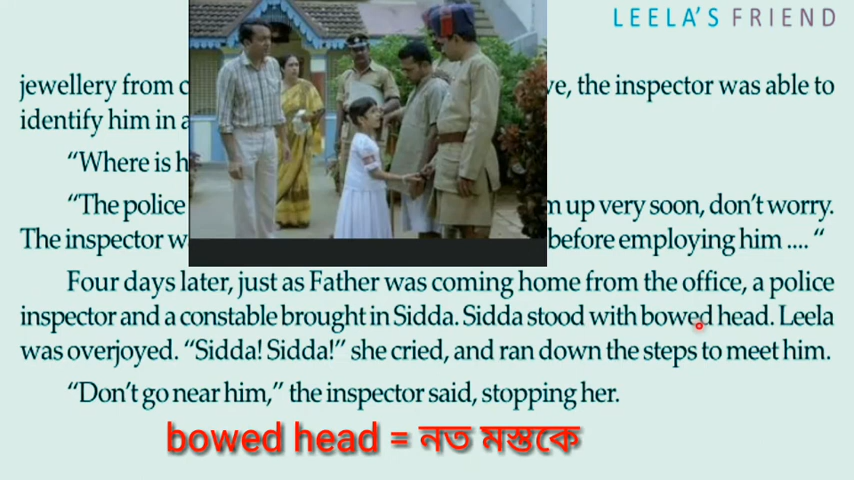 LEELA'S FRIEND
jewellery from ve, the inspector was able to
identify him in a
“Where is h
“The police m up very soon, don't worry.
The inspector w before employing him .... “
Four days later, just as Father was coming home from the office, a police
inspector and a constable brought in Sidda. Sidda stood with bowed head. Leela
was overjoyed. “Sidda! Sidda!” she cried, and ran down the steps to meet him.
“Don't go near him,” the inspector said, stopping her.
bowed head = নত মস্তকে